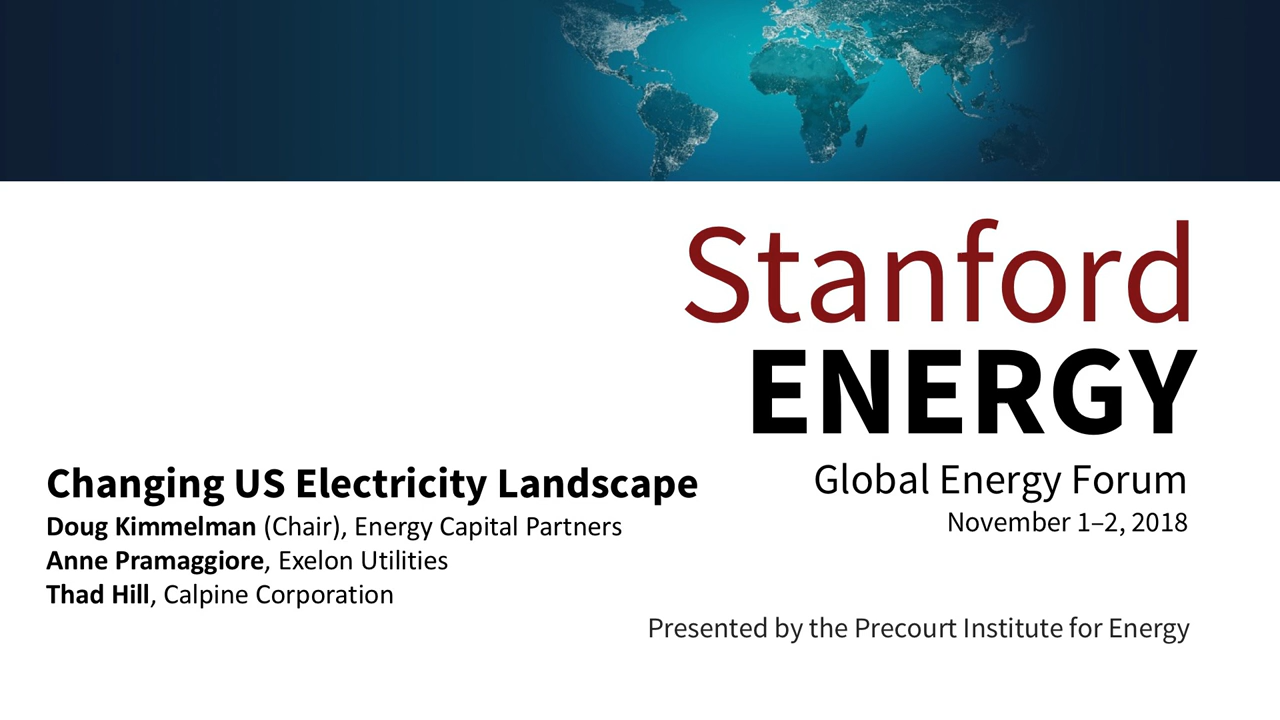 Stanford
ENERGY
Global Energy Forum
November 1–2, 2018
Changing US Electricity Landscape
Doug Kimmelman (Chair), Energy Capital Partners
Anne Pramaggiore, Exelon Utilities
Thad Hill, Calpine Corporation
Presented by the Precourt Institute for Energy